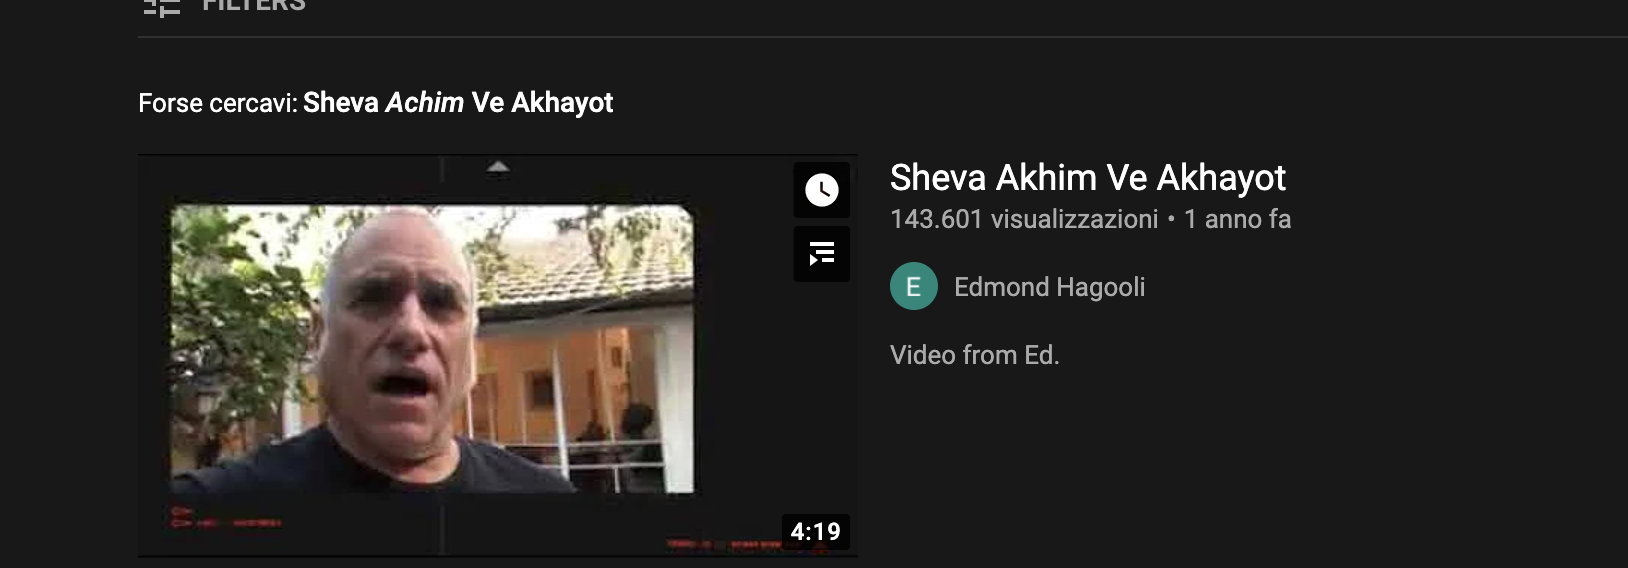 FILTERS
Forse cercavi: Sheva Achim Ve Akhayot
Sheva Akhim Ve Akhayot
143.601 visualizzazioni • 1 anno fa
E
Edmond Hagooli
Video from Ed.
4:19